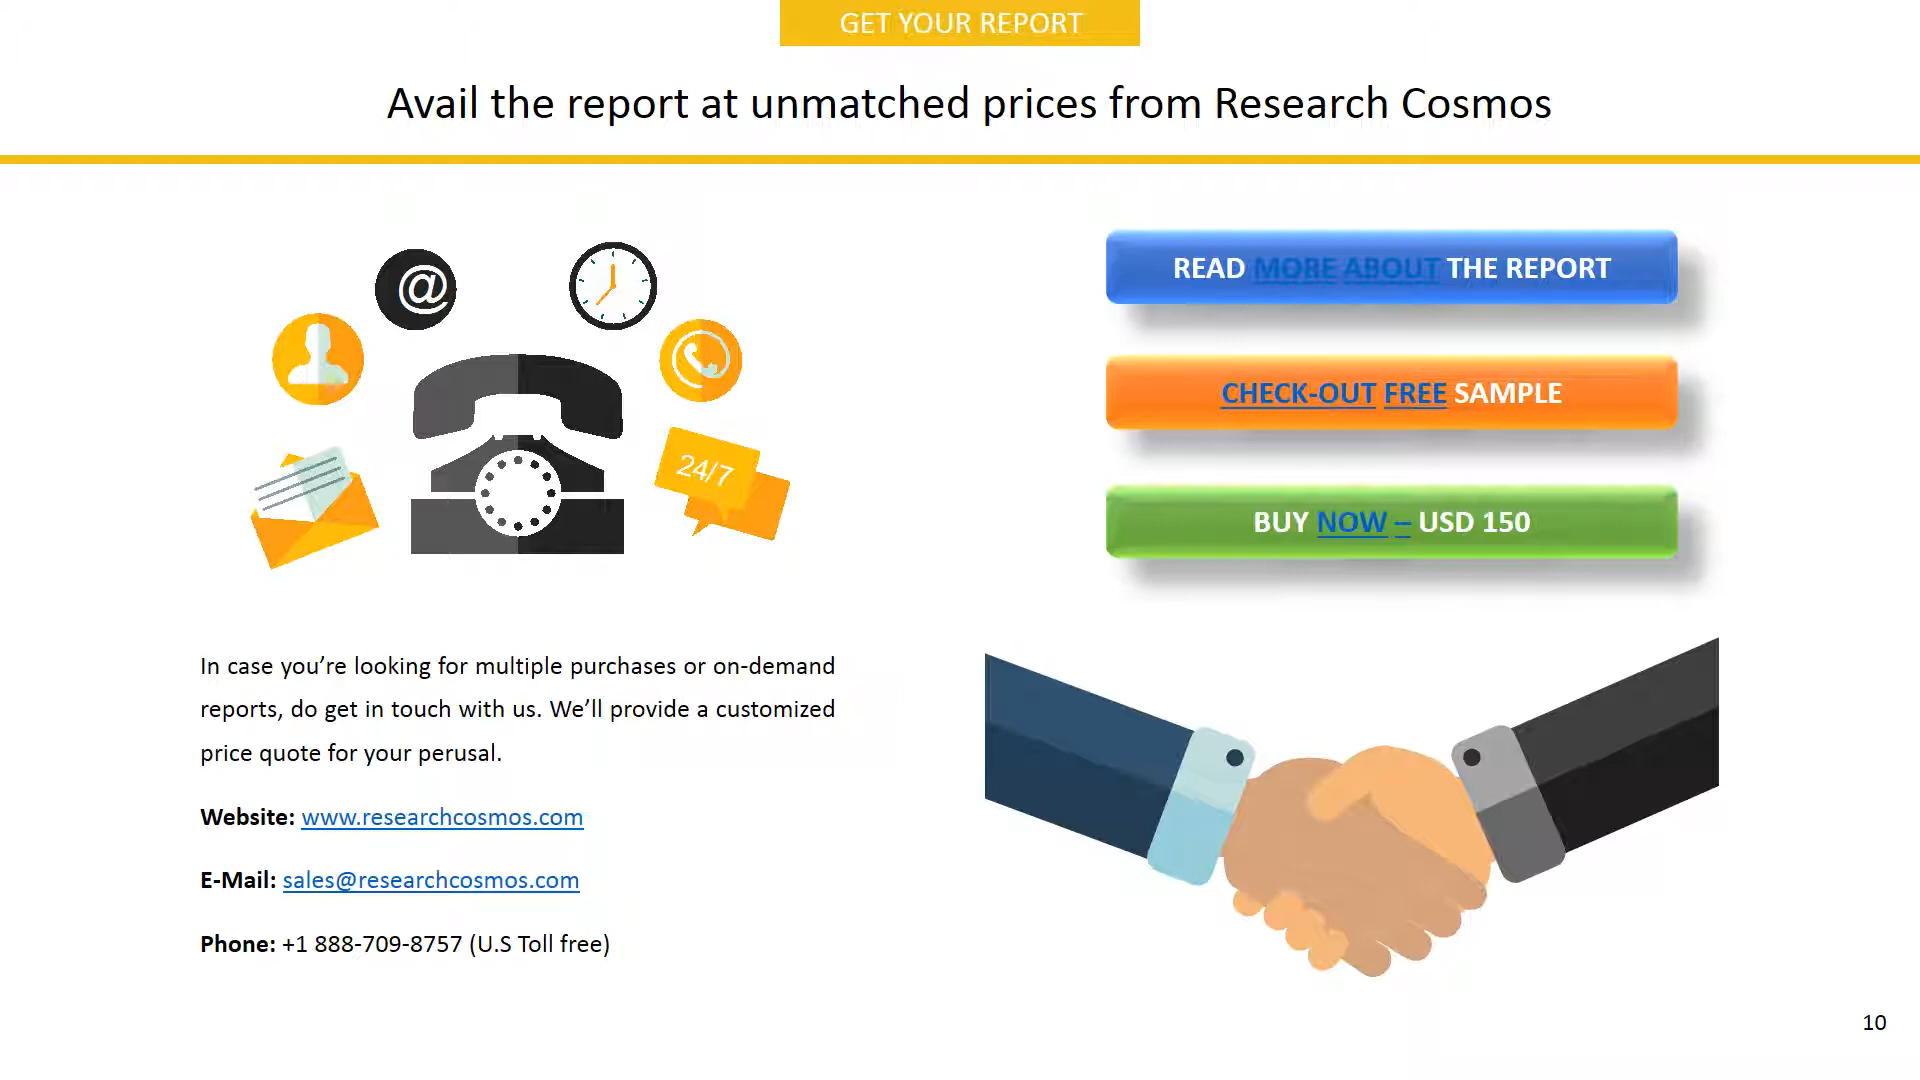 GET YOUR REPORT
Avail the report at unmatched prices from Research Cosmos
@
24/7
READ MORE ABOUT THE REPORT
CHECK-OUT FREE SAMPLE
BUY NOW – USD 150
In case you’re looking for multiple purchases or on-demand
reports, do get in touch with us. We’ll provide a customized
price quote for your perusal.
Website: www.researchcosmos.com
E-Mail: sales@researchcosmos.com
Phone: +1 888-709-8757 (U.S Toll free)
10